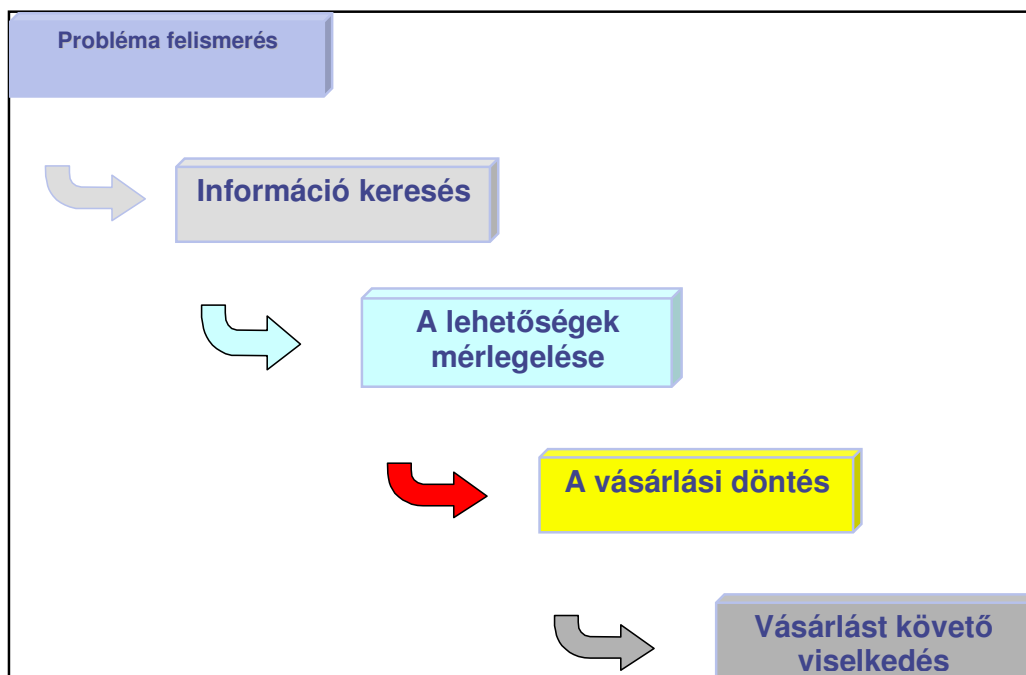 Probléma felismerés
Információ keresés
A lehetőségek
mérlegelése
A vásárlási döntés
Vásárlást követő
viselkedés